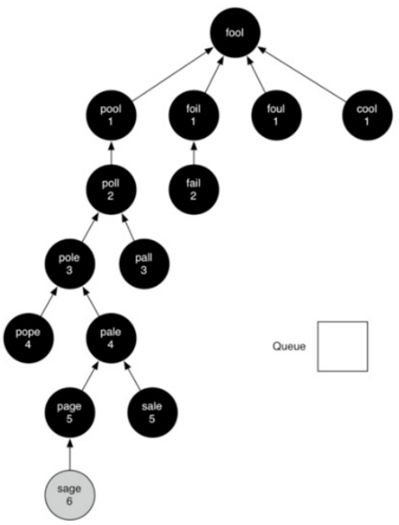 fool
pool
1
foil
1
foul
1
cool
1
poll
2
fail
2
pole
3
pall
3
pope
4
pale
4
Queue
page
5
sale
5
sage
6